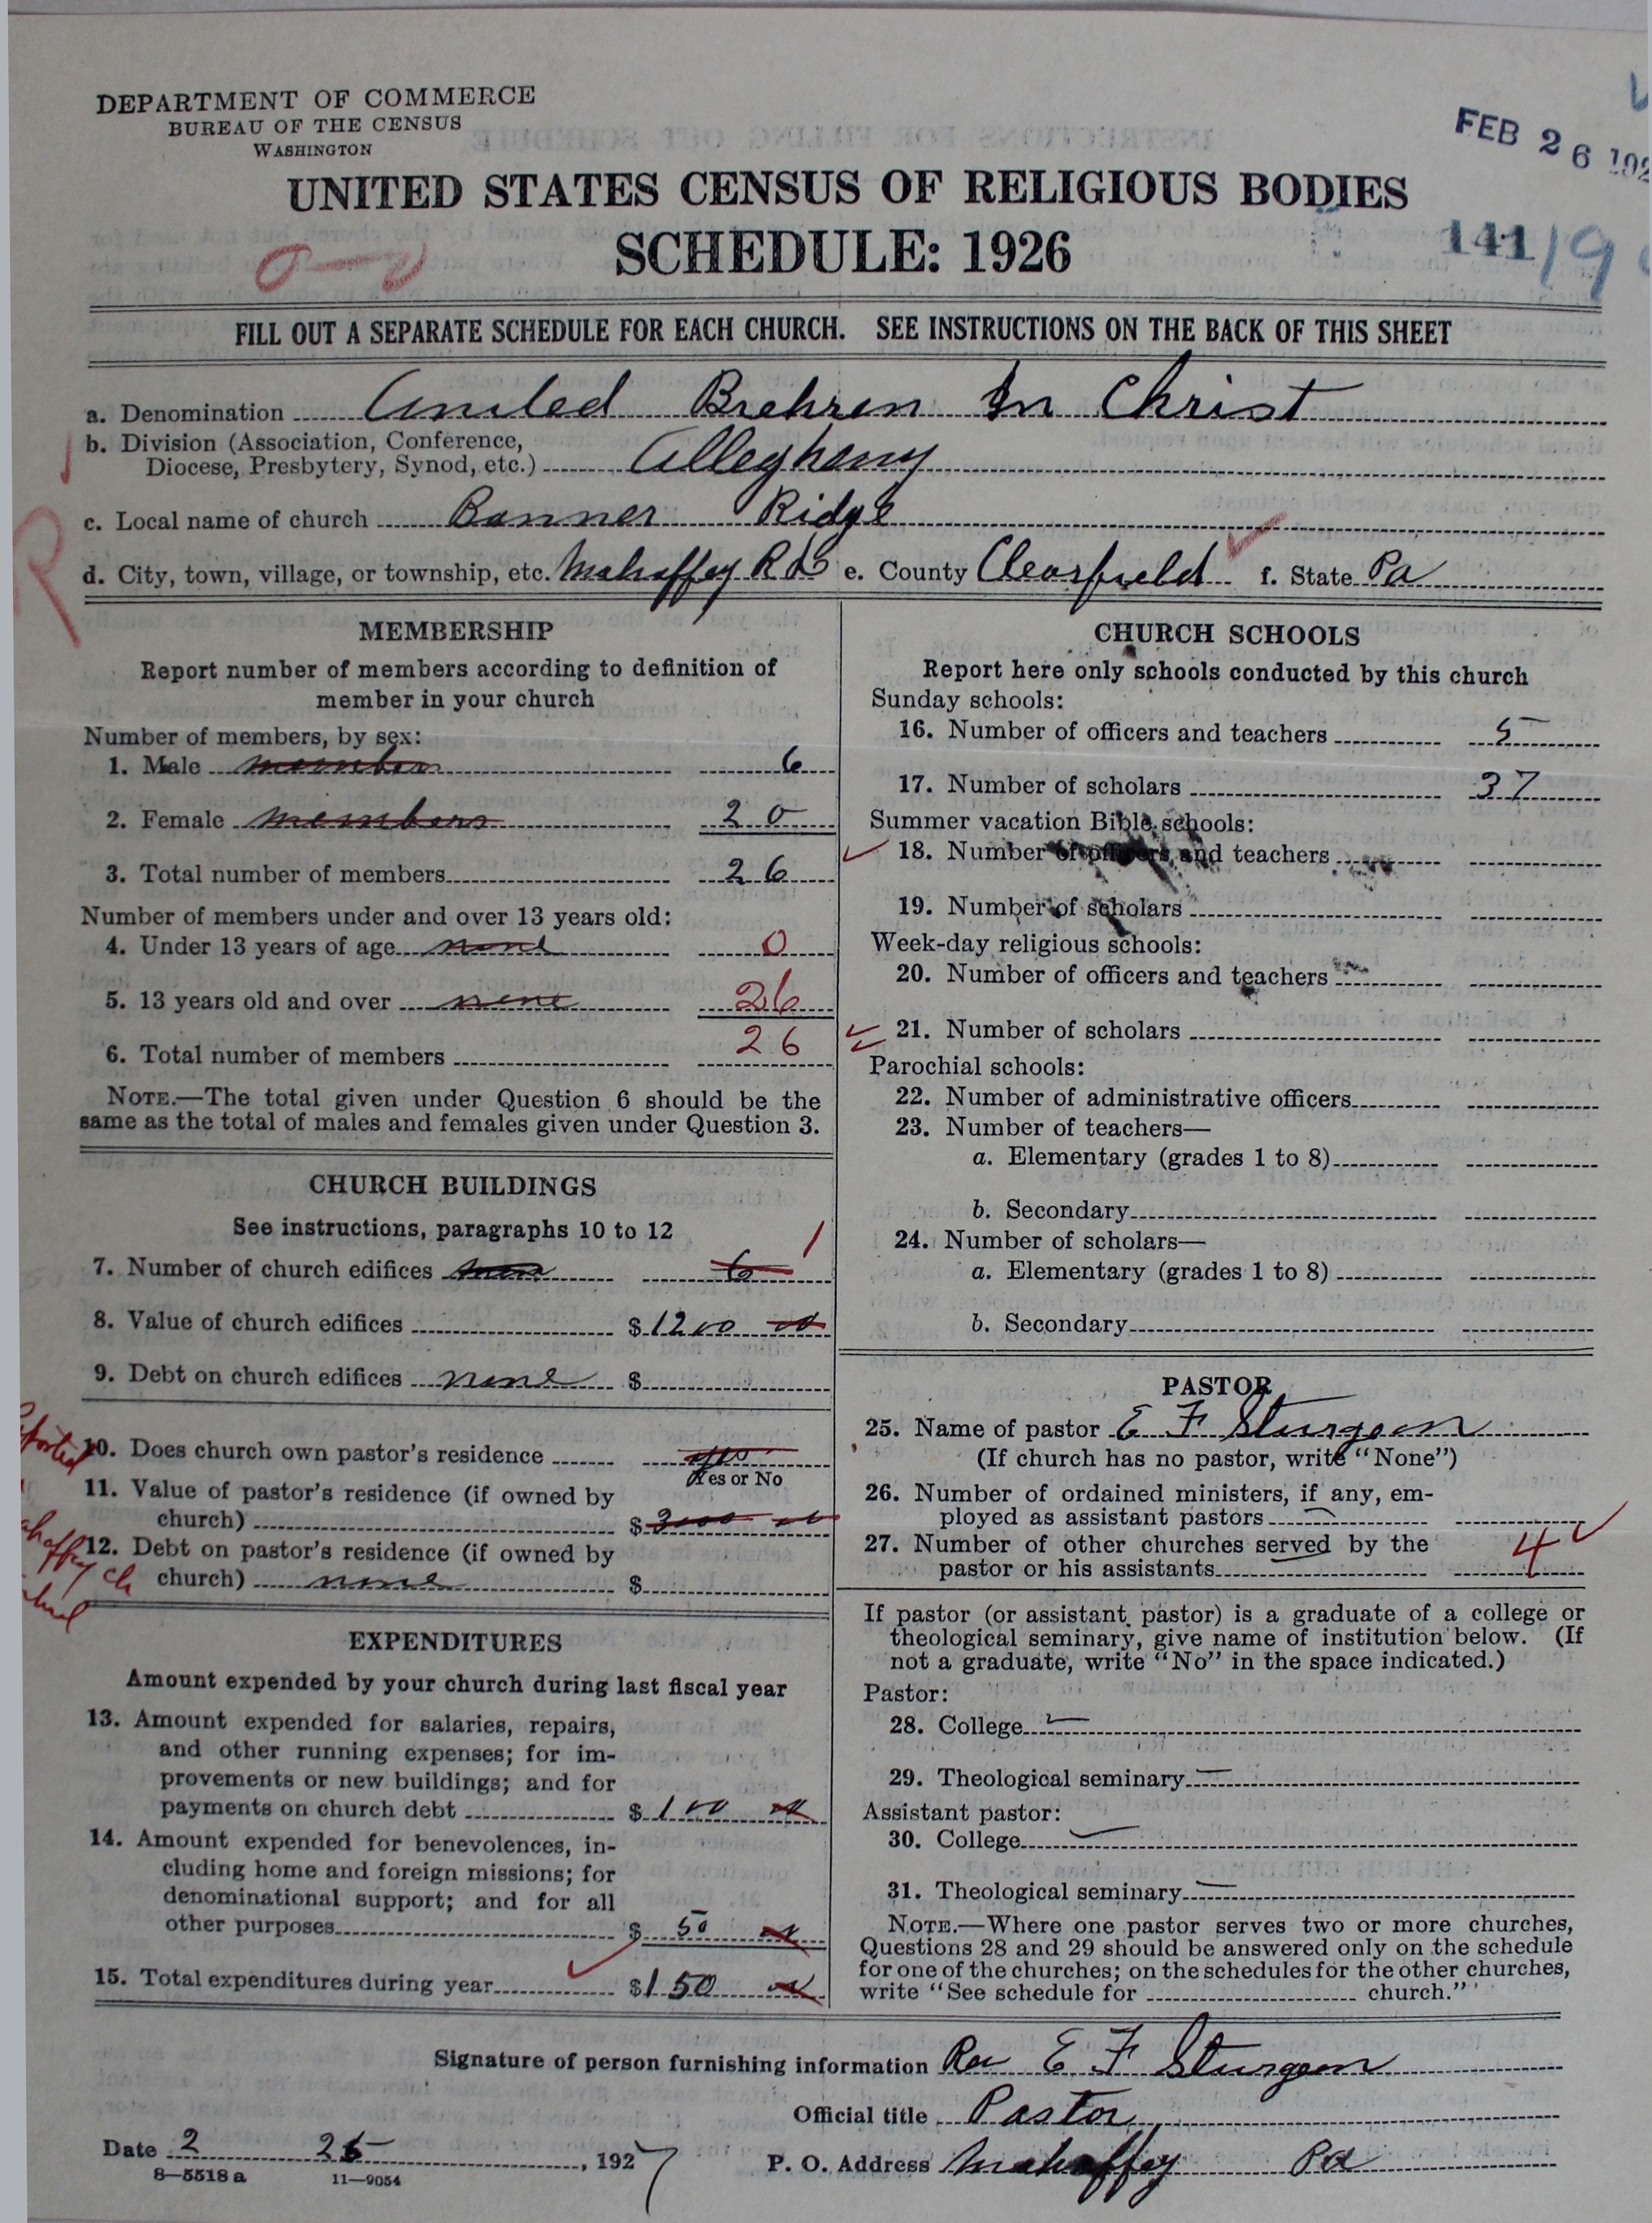 DEPARTMENT OF COMMERCE
BUREAU OF THE CENSUS
WASHINGTON
FEB 26 192
UNITED STATES CENSUS OF RELIGIOUS BODIES
SCHEDULE: 1926
141
FILL OUT A SEPARATE SCHEDULE FOR EACH CHURCH. SEE INSTRUCTIONS ON THE BACK OF THIS SHEET
a. Denomination United Brehren In Christ
b. Division (Association, Conference,
Diocese, Presbytery, Synod, etc.) Allegheny
R
c. Local name of church Banner Ridge
d. City, town, village, or township, etc. Mahaffey RD e. County Clearfield f. State Pa
MEMBERSHIP
Report number of members according to definition of
member in your church
Number of members, by sex:
1. Male members 6
2. Female members 20
3. Total number of members 26
Number of members under and over 13 years old:
4. Under 13 years of age none 0
5. 13 years old and over none 26
6. Total number of members 26
NOTE.—The total given under Question 6 should be the
same as the total of males and females given under Question 3.
CHURCH BUILDINGS
See instructions, paragraphs 10 to 12
7. Number of church edifices 6 1
8. Value of church edifices $ 1200 00
9. Debt on church edifices none $
10. Does church own pastor's residence yes
Yes or No
11. Value of pastor's residence (if owned by
church) $ 3000 00
12. Debt on pastor's residence (if owned by
church) none $
EXPENDITURES
Amount expended by your church during last fiscal year
13. Amount expended for salaries, repairs,
and other running expenses; for im-
provements or new buildings; and for
payments on church debt $ 100 00
14. Amount expended for benevolences, in-
cluding home and foreign missions; for
denominational support; and for all
other purposes $ 50 00
15. Total expenditures during year $ 150 00
CHURCH SCHOOLS
Report here only schools conducted by this church
Sunday schools:
16. Number of officers and teachers 5
17. Number of scholars 37
Summer vacation Bible schools:
18. Number of officers and teachers
19. Number of scholars
Week-day religious schools:
20. Number of officers and teachers
21. Number of scholars
Parochial schools:
22. Number of administrative officers
23. Number of teachers—
a. Elementary (grades 1 to 8)
b. Secondary
24. Number of scholars—
a. Elementary (grades 1 to 8)
b. Secondary
PASTOR
25. Name of pastor E F Sturgeon
(If church has no pastor, write "None")
26. Number of ordained ministers, if any, em-
ployed as assistant pastors
27. Number of other churches served by the
pastor or his assistants 4
If pastor (or assistant pastor) is a graduate of a college or
theological seminary, give name of institution below. (If
not a graduate, write "No" in the space indicated.)
Pastor:
28. College
29. Theological seminary
Assistant pastor:
30. College
31. Theological seminary
NOTE.—Where one pastor serves two or more churches,
Questions 28 and 29 should be answered only on the schedule
for one of the churches; on the schedules for the other churches,
write "See schedule for church."
Signature of person furnishing information Rev E F Sturgeon
Official title Pastor
Date 2 25, 1927 P. O. Address Mahaffey Pa
8—5518 a 11—9054